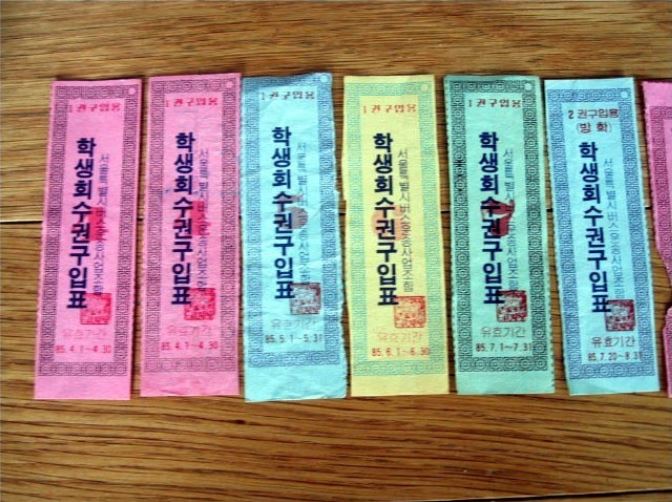 1 권구입용
학생회수권구입표
서울특별시버스운송사업조합
유효기간
85.4.1~4.30
1 권구입용
학생회수권구입표
서울특별시버스운송사업조합
유효기간
85.4.1~4.30
1 권구입용
학생회수권구입표
서울특별시버스운송사업조합
유효기간
85.5.1~5.31
1 권구입용
학생회수권구입표
서울특별시버스운송사업조합
유효기간
85.6.1~6.30
1 권구입용
학생회수권구입표
서울특별시버스운송사업조합
유효기간
85.7.1~7.31
2 권구입용
(방학)
학생회수권구입표
서울특별시버스운송사업조합
유효기간
85.7.20~8.31